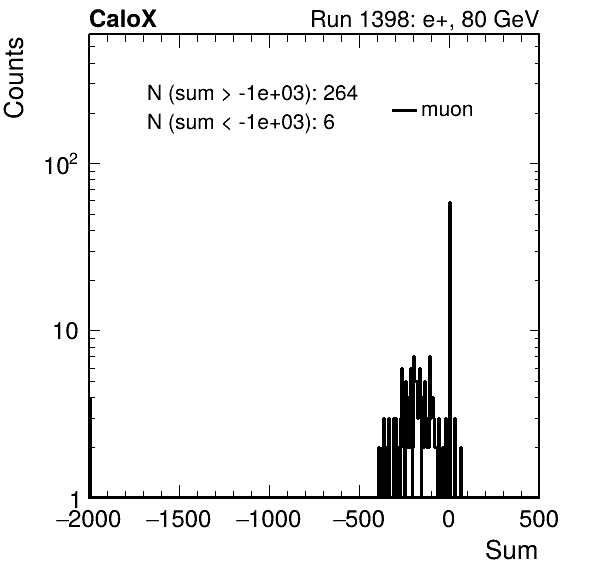 CaloX Run 1398: e+, 80 GeV
Counts
N (sum > -1e+03): 264
N (sum < -1e+03): 6
muon
10²
10
1
−2000 −1500 −1000 −500 0 500
Sum